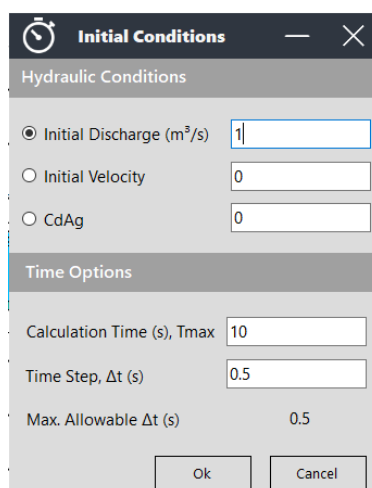 Initial Conditions
Hydraulic Conditions
Initial Discharge (m³/s) 1
Initial Velocity 0
CdAg 0
Time Options
Calculation Time (s), Tmax 10
Time Step, Δt (s) 0.5
Max. Allowable Δt (s) 0.5
Ok Cancel